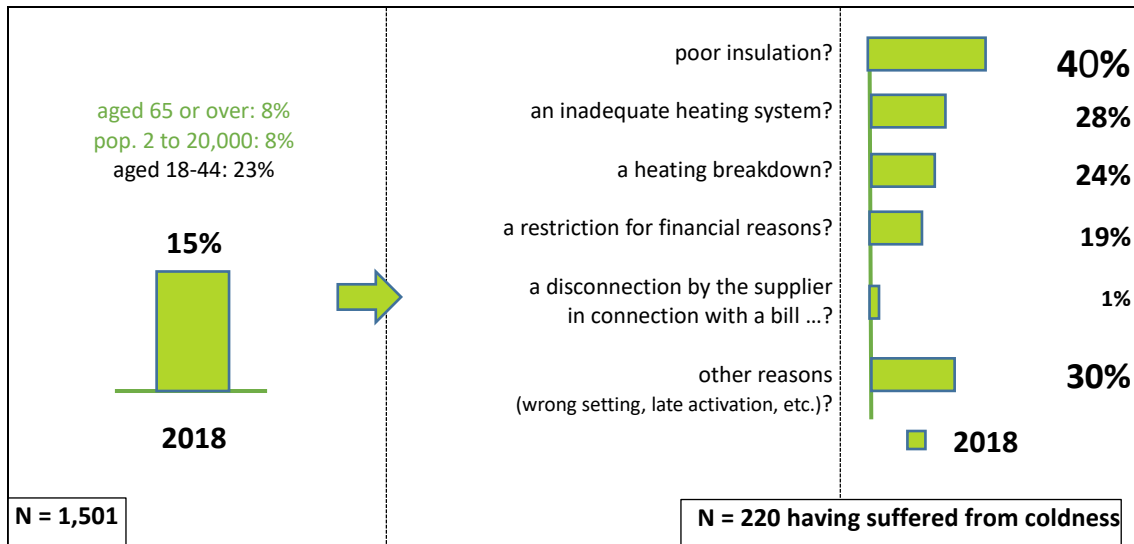 aged 65 or over: 8%
pop. 2 to 20,000: 8%
aged 18-44: 23%
15%
2018
N = 1,501
poor insulation?
40%
an inadequate heating system?
28%
a heating breakdown?
24%
a restriction for financial reasons?
19%
a disconnection by the supplier
in connection with a bill ...?
1%
other reasons
(wrong setting, late activation, etc.)?
30%
2018
N = 220 having suffered from coldness